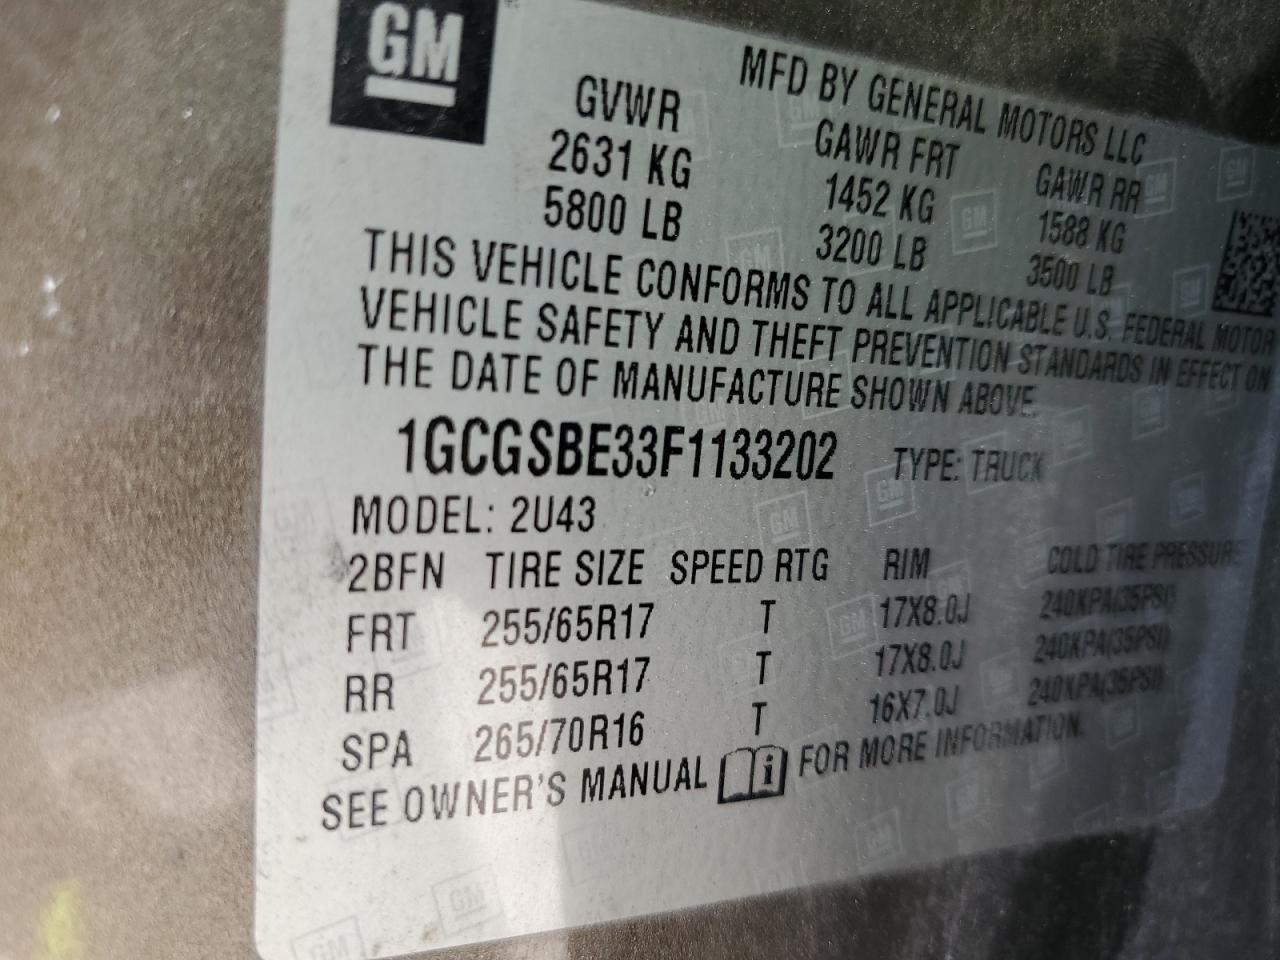 GM
MFD BY GENERAL MOTORS LLC
GVWR GAWR FRT GAWR RR
2631 KG 1452 KG 1588 KG
5800 LB 3200 LB 3500 LB
THIS VEHICLE CONFORMS TO ALL APPLICABLE U.S. FEDERAL MOTOR
VEHICLE SAFETY AND THEFT PREVENTION STANDARDS IN EFFECT ON
THE DATE OF MANUFACTURE SHOWN ABOVE.
1GCGSBE33F1133202 TYPE: TRUCK
MODEL: 2U43
2BFN TIRE SIZE SPEED RTG RIM COLD TIRE PRESSURE
FRT 255/65R17 T 17X8.0J 240KPA(35PSI)
RR 255/65R17 T 17X8.0J 240KPA(35PSI)
SPA 265/70R16 T 16X7.0J 240KPA(35PSI)
SEE OWNER'S MANUAL FOR MORE INFORMATION.